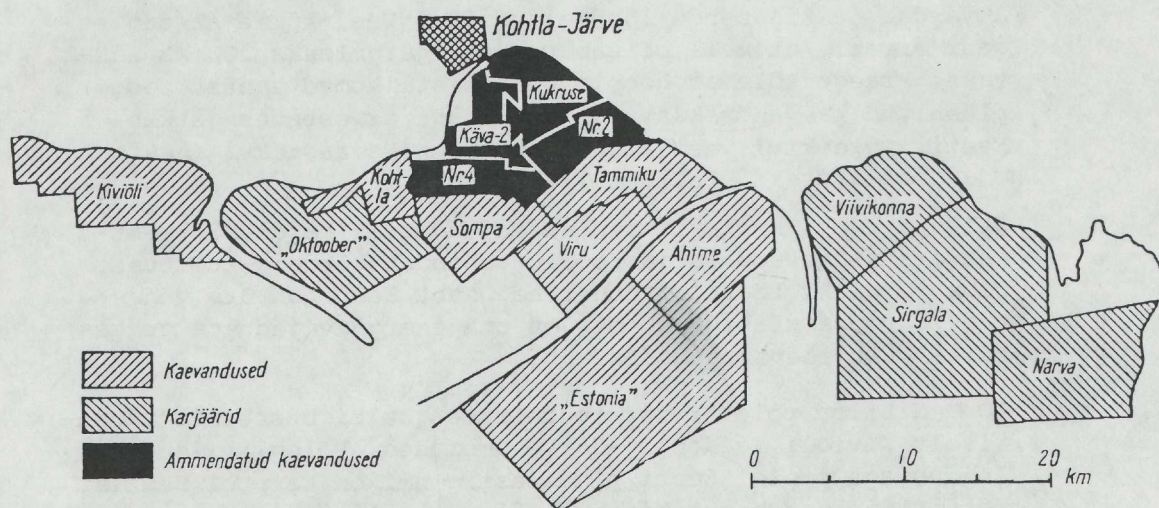 Kohtla-Järve
Kukruse
Käva-2
Nr.2
Kiviõli
Koht-
la
Nr.4
Tammiku
Viivikonna
„Oktoober”
Sompa
Viru
Ahtme
Sirgala
Narva
Kaevandused
Karjäärid
Ammendatud kaevandused
„Estonia”
0 10 20
km